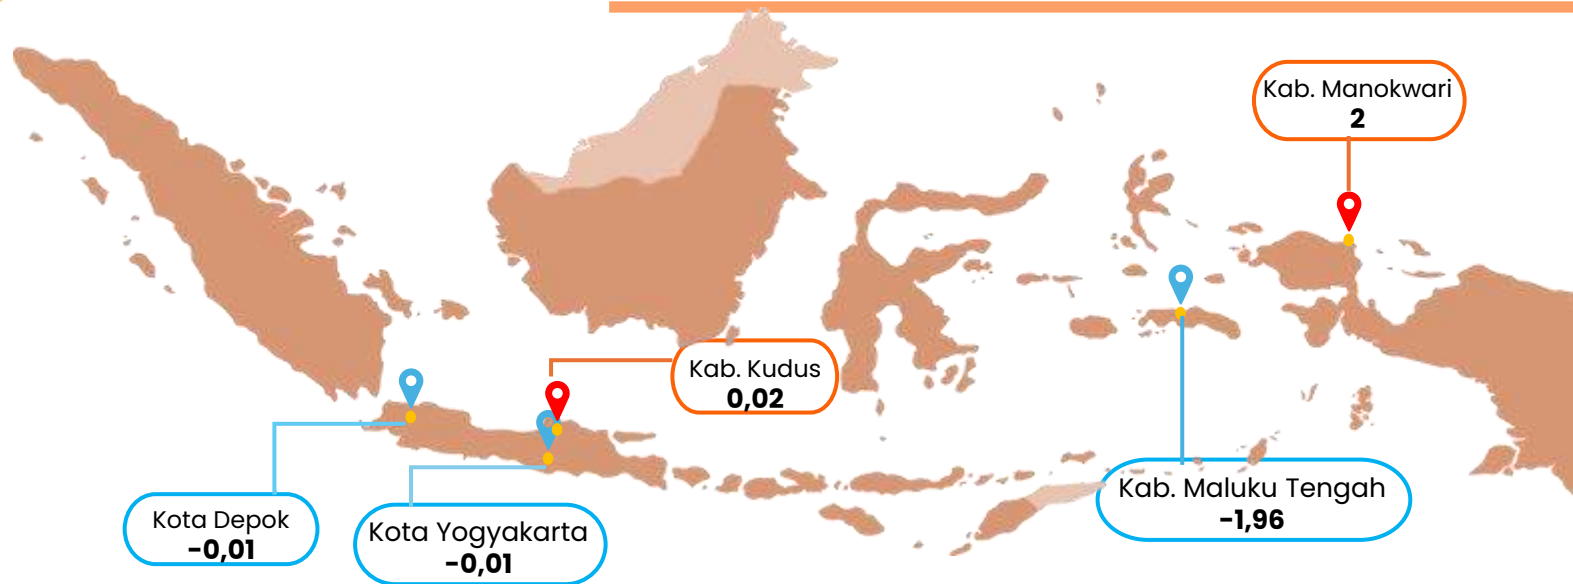 Kab. Manokwari
2
Kab. Kudus
0,02
Kab. Maluku Tengah
-1,96
Kota Depok
-0,01
Kota Yogyakarta
-0,01